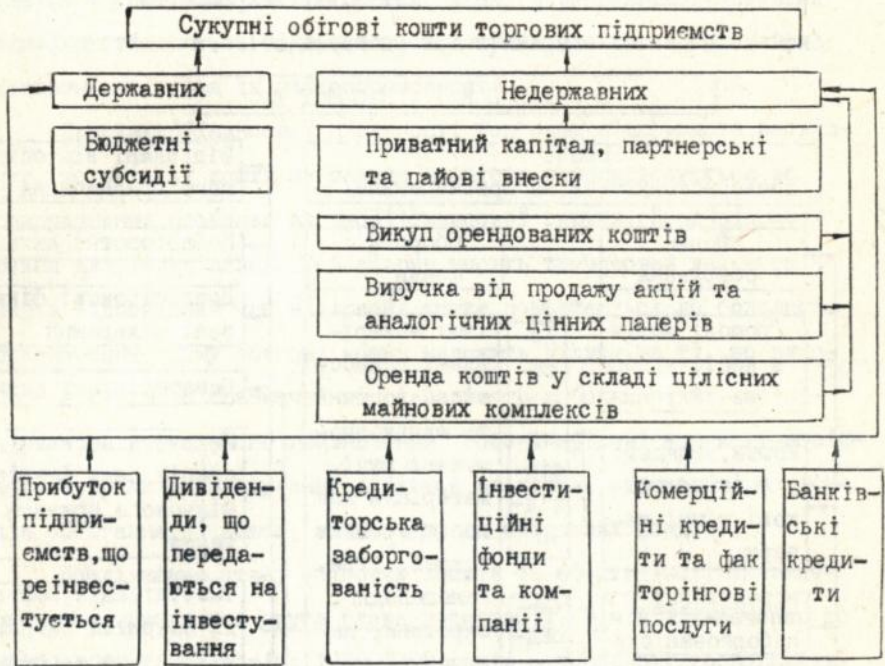 Сукупні обігові кошти торгових підприємств
Державних
Недержавних
Бюджетні
субсидії
Приватний капітал, партнерські
та пайові внески
Викуп орендованих коштів
Виручка від продажу акцій та
аналогічних цінних паперів
Оренда коштів у складі цілісних
майнових комплексів
Прибуток
підпри-
ємств,що
реінвес
тується
Дивіден-
ди, що
переда-
ються на
інвесту-
вання
Креди-
торська
заборго-
ваність
Інвести-
ційні
фонди
та ком-
панії
Комерцій-
ні креди-
ти та фак
торінгові
послуги
Банків-
ські
креди-
ти